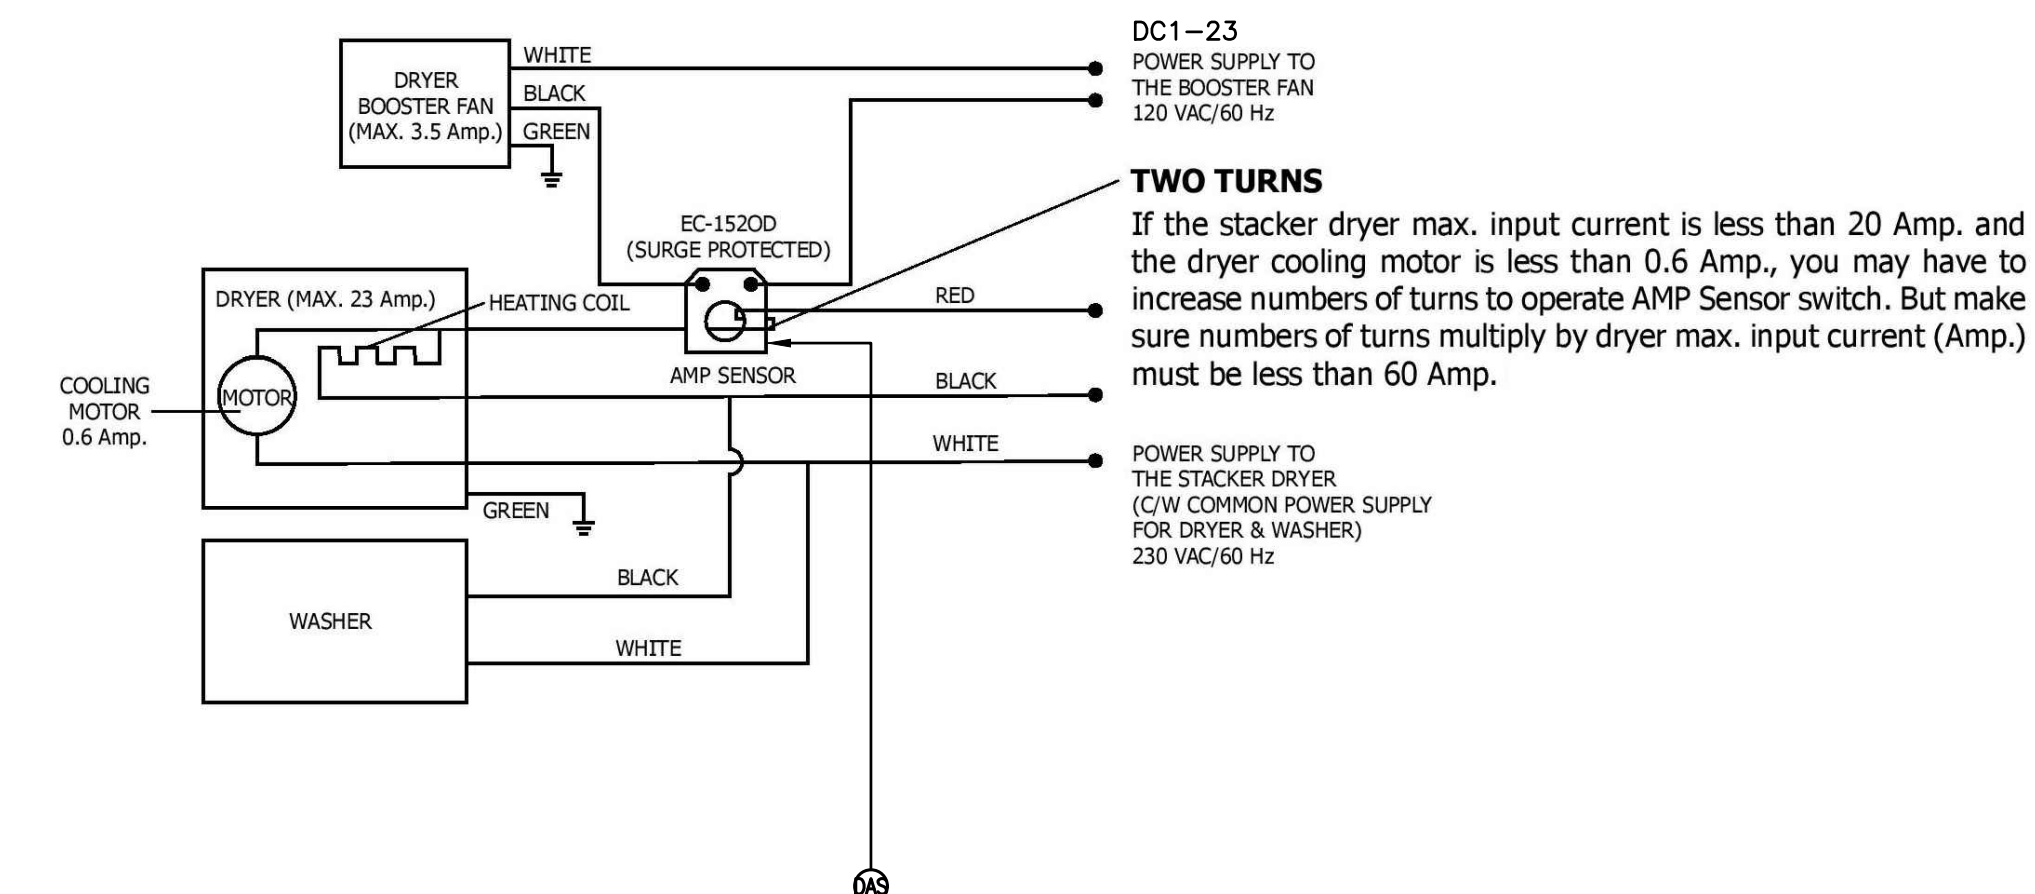 DC1-23
WHITE
POWER SUPPLY TO
THE BOOSTER FAN
120 VAC/60 Hz
DRYER
BOOSTER FAN
(MAX. 3.5 Amp.)
BLACK
GREEN
TWO TURNS
If the stacker dryer max. input current is less than 20 Amp. and
the dryer cooling motor is less than 0.6 Amp., you may have to
increase numbers of turns to operate AMP Sensor switch. But make
sure numbers of turns multiply by dryer max. input current (Amp.)
must be less than 60 Amp.
EC-152OD
(SURGE PROTECTED)
DRYER (MAX. 23 Amp.)
HEATING COIL
RED
AMP SENSOR
BLACK
COOLING
MOTOR
0.6 Amp.
MOTOR
WHITE
POWER SUPPLY TO
THE STACKER DRYER
(C/W COMMON POWER SUPPLY
FOR DRYER & WASHER)
230 VAC/60 Hz
GREEN
BLACK
WASHER
WHITE
DAS